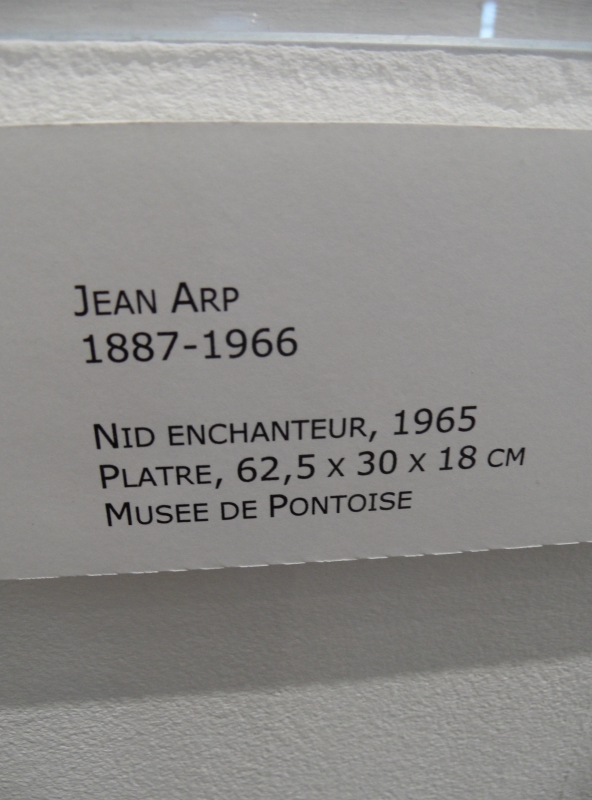 JEAN ARP
1887-1966
NID ENCHANTEUR, 1965
PLATRE, 62,5 X 30 X 18 CM
MUSEE DE PONTOISE